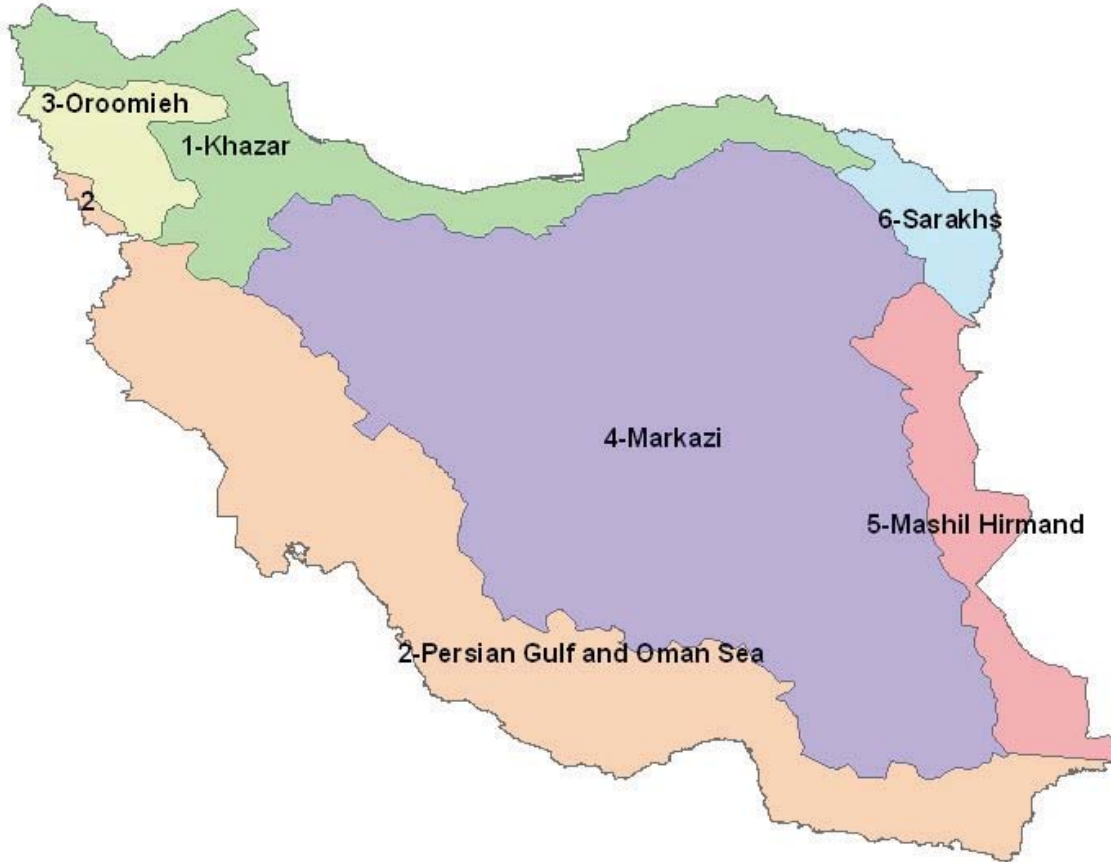 3-Oroomieh
1-Khazar
2
6-Sarakhs
4-Markazi
5-Mashil Hirmand
2-Persian Gulf and Oman Sea